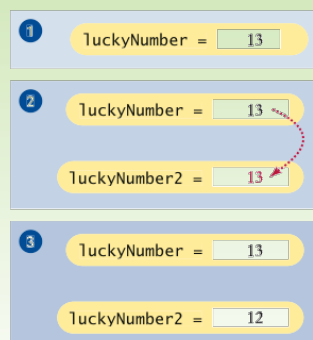 1
luckyNumber = 13
2
luckyNumber = 13
luckyNumber2 = 13
3
luckyNumber = 13
luckyNumber2 = 12